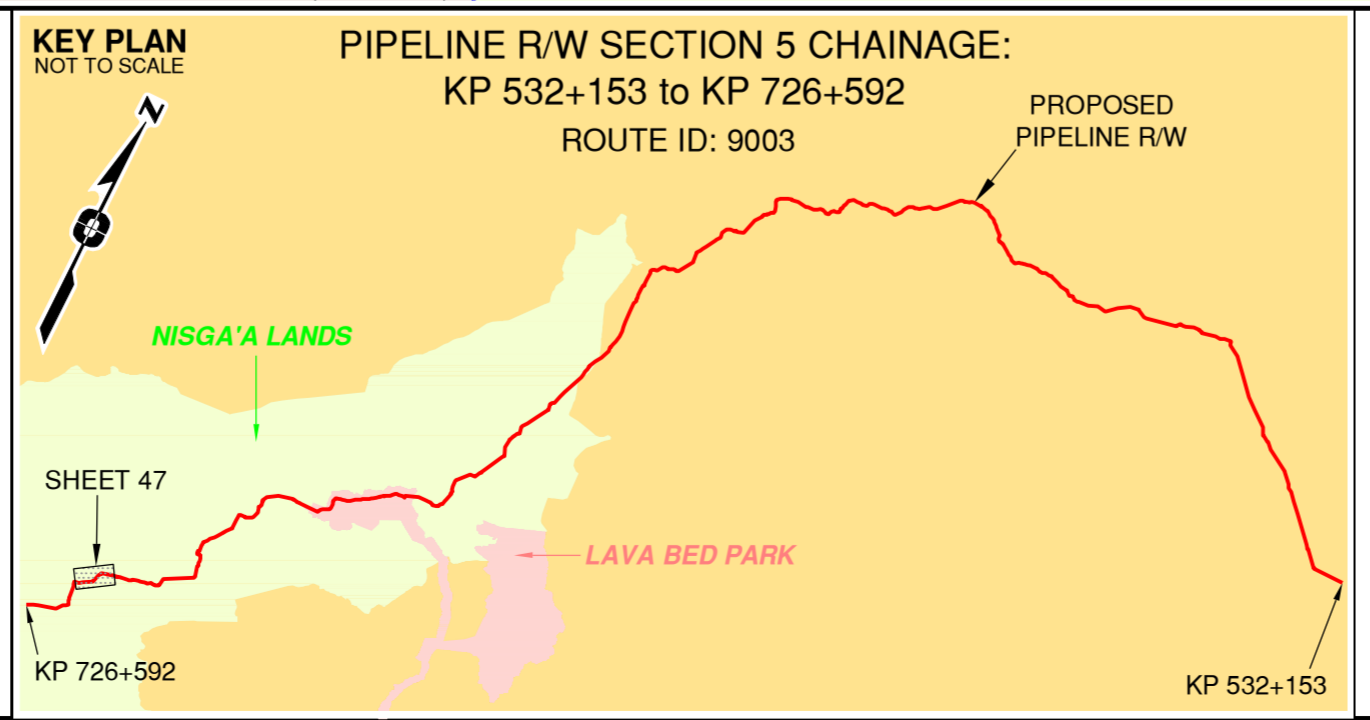 KEY PLAN
NOT TO SCALE
PIPELINE R/W SECTION 5 CHAINAGE:
KP 532+153 to KP 726+592
ROUTE ID: 9003
PROPOSED
PIPELINE R/W
N
NISGA'A LANDS
SHEET 47
LAVA BED PARK
KP 726+592
KP 532+153